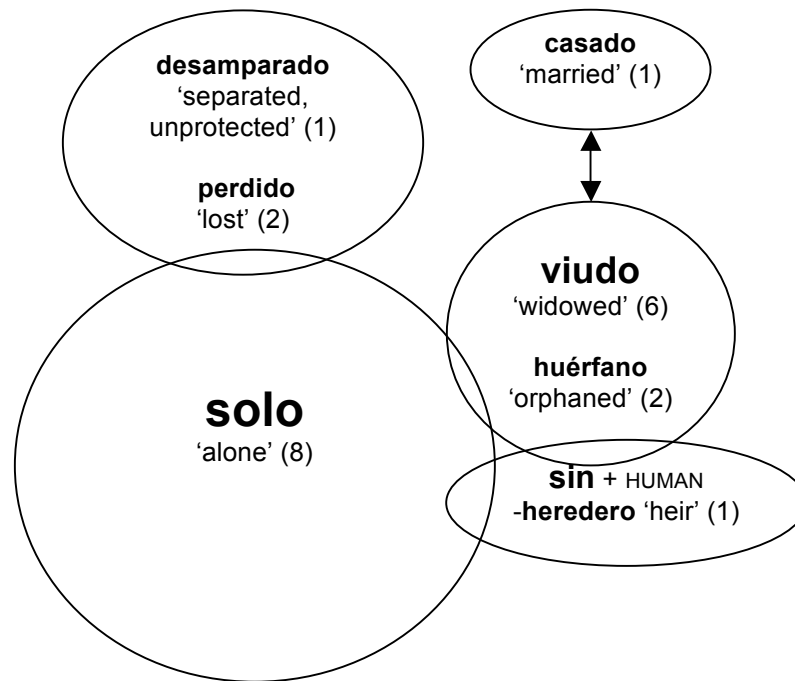 desamparado
‘separated,
unprotected’ (1)
perdido
‘lost’ (2)
casado
‘married’ (1)
viudo
‘widowed’ (6)
huérfano
‘orphaned’ (2)
solo
‘alone’ (8)
sin + HUMAN
-heredero ‘heir’ (1)